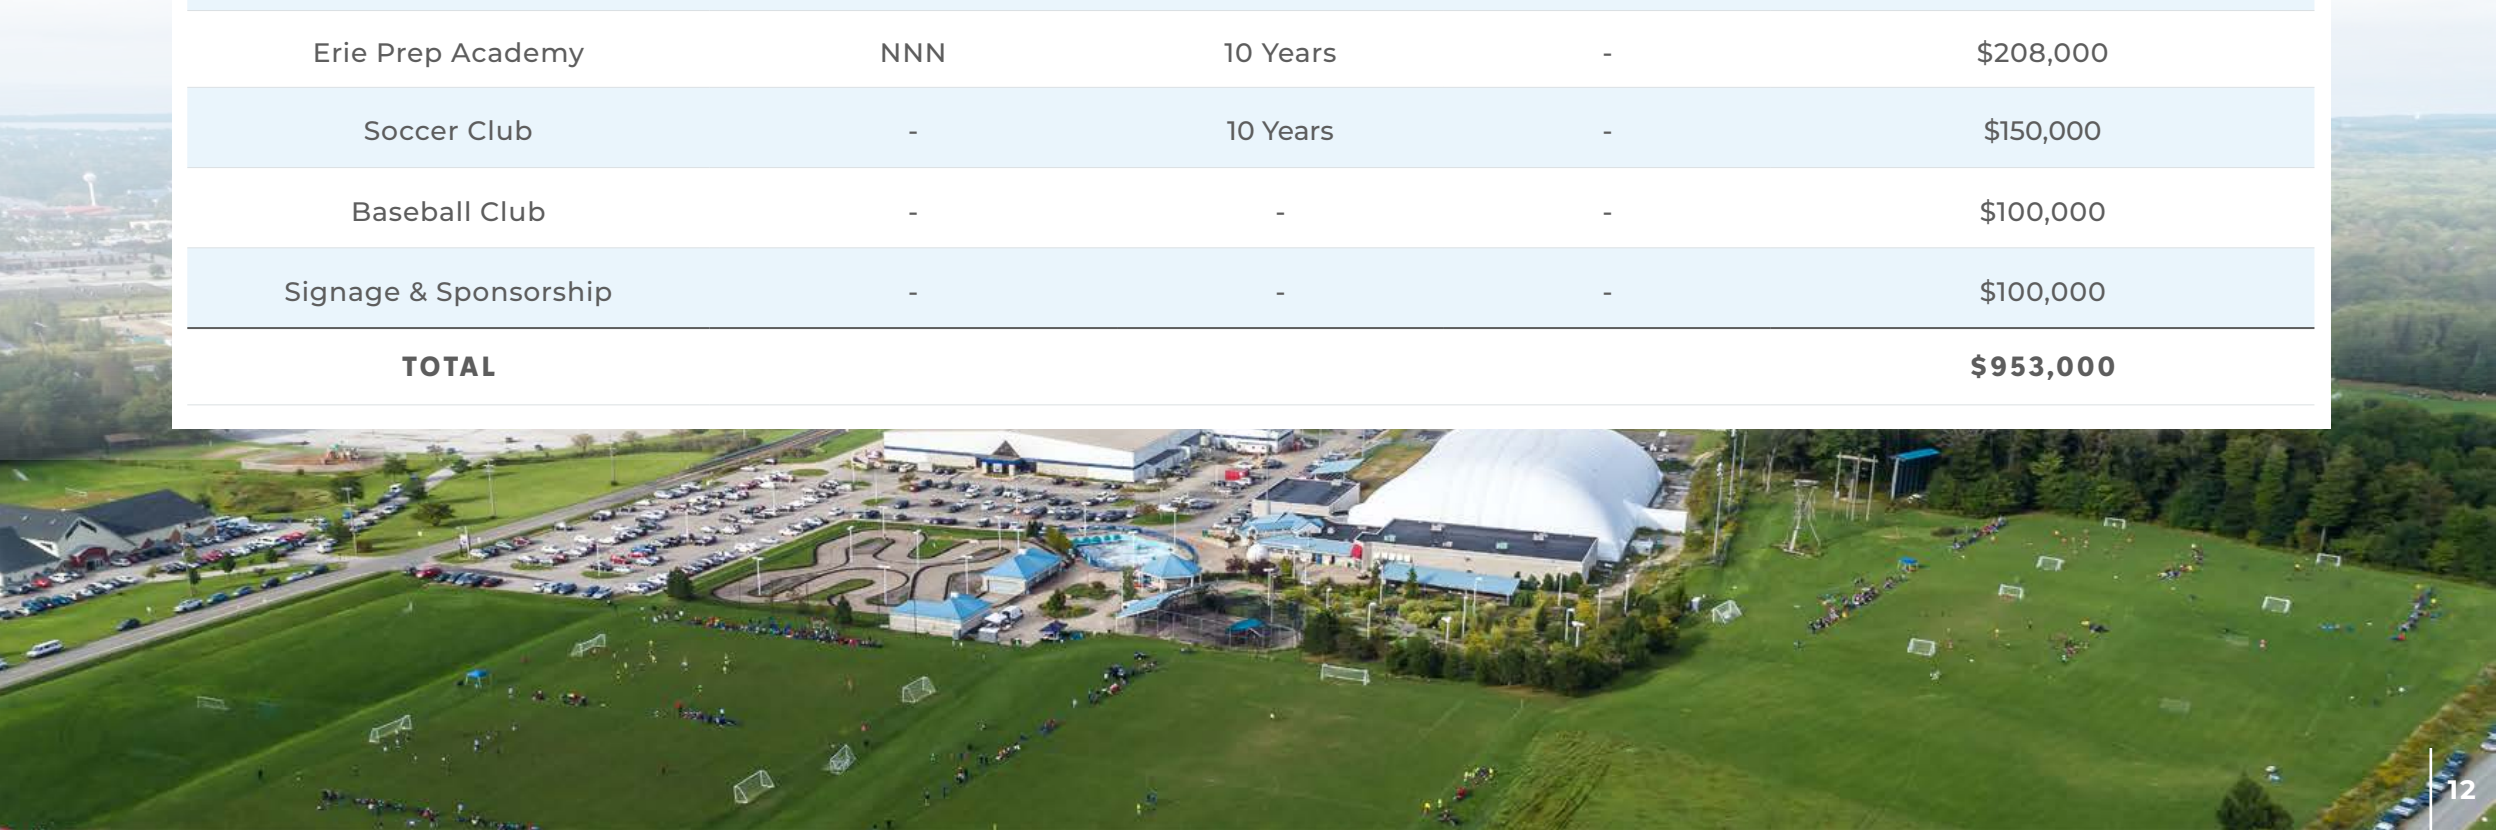 Erie Prep Academy NNN 10 Years - $208,000
Soccer Club - 10 Years - $150,000
Baseball Club - - - $100,000
Signage & Sponsorship - - - $100,000
TOTAL $953,000
12